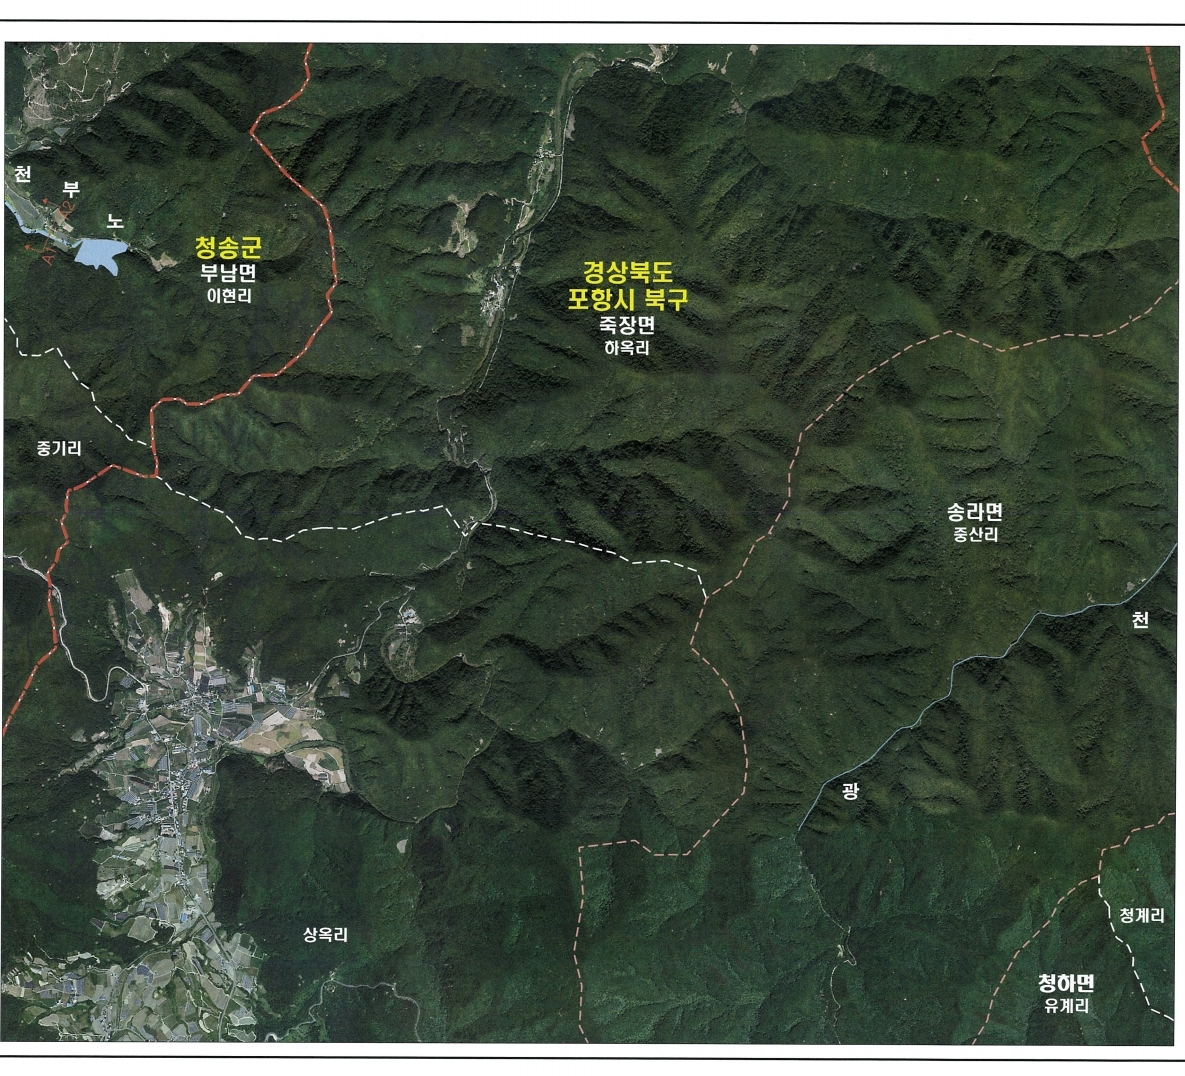 천
부
노
청송군
부남면
이현리
경상북도
포항시 북구
죽장면
하옥리
중기리
송라면
중산리
천
광
청계리
상옥리
청하면
유계리